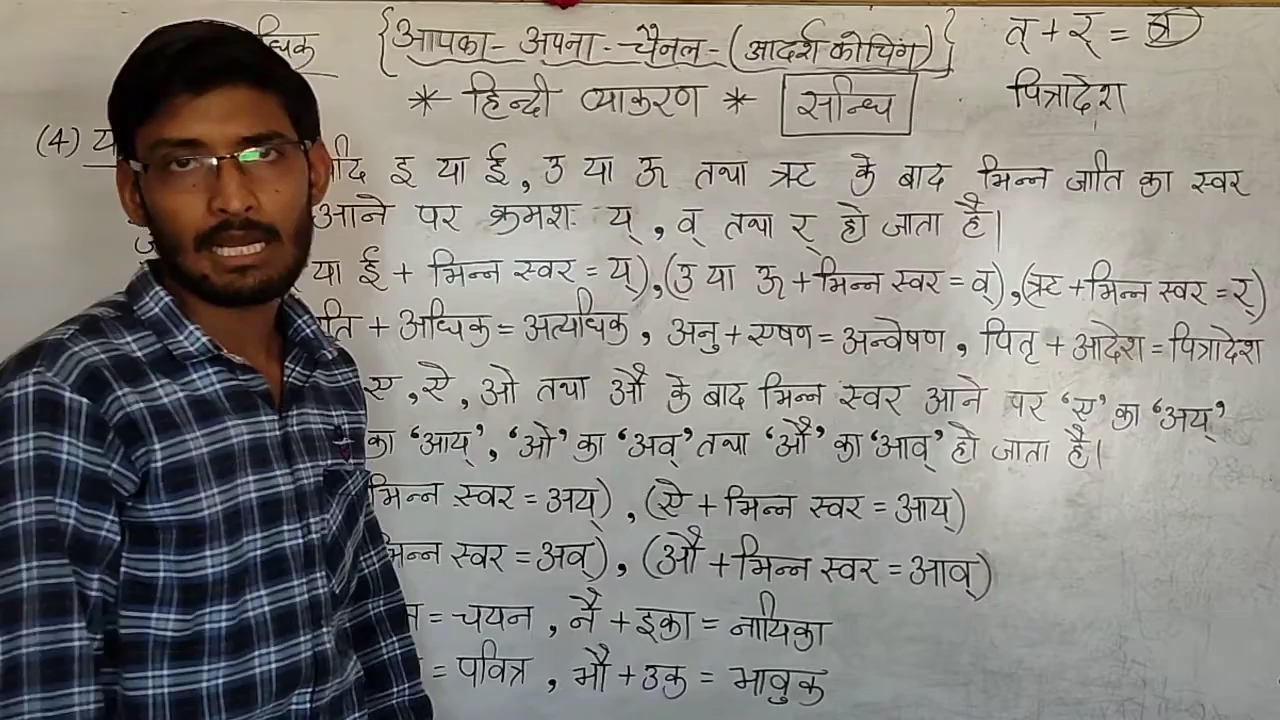 धिक {आपका- अपना- चैनल-(आदर्श कोचिंग)} त् + र् = त्र
* हिन्दी व्याकरण * सन्धि पित्रादेश
(4) य
यदि इ या ई, उ या ऊ तथा ऋ के बाद भिन्न जाति का स्वर
आने पर क्रमशः य्, व् तथा र् हो जाता है।
या ई + भिन्न स्वर = य्), (उ या ऊ + भिन्न स्वर = व्), (ऋ + भिन्न स्वर = र्)
ति + अधिक = अत्यधिक, अनु + एषण = अन्वेषण, पितृ + आदेश = पित्रादेश
ए, ऐ, ओ तथा औ के बाद भिन्न स्वर आने पर ‘ए’ का ‘अय्’
का ‘आय्’, ‘ओ’ का ‘अव्’ तथा ‘औ’ का ‘आव्’ हो जाता है।
भिन्न स्वर = अय्), (ऐ + भिन्न स्वर = आय्)
भिन्न स्वर = अव्), (औ + भिन्न स्वर = आव्)
न = चयन, नै + इका = नायिका
= पवित्र, भौ + उक = भावुक